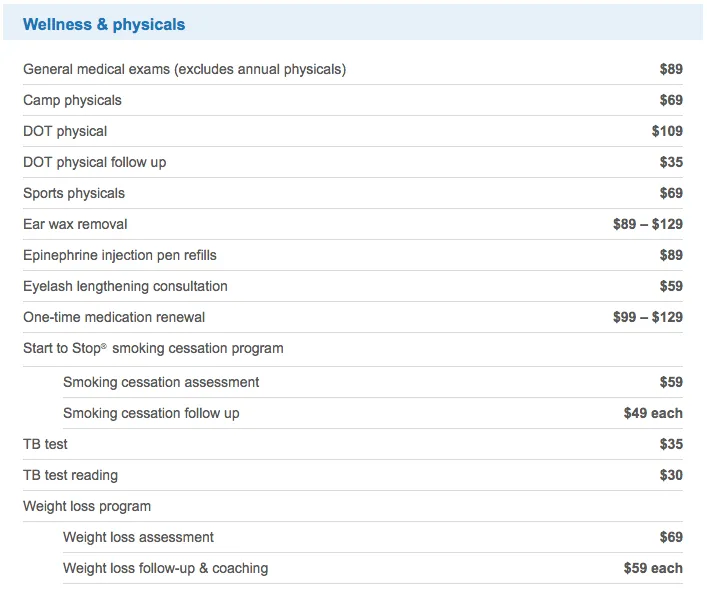 Wellness & physicals
General medical exams (excludes annual physicals) $89
Camp physicals $69
DOT physical $109
DOT physical follow up $35
Sports physicals $69
Ear wax removal $89 – $129
Epinephrine injection pen refills $89
Eyelash lengthening consultation $59
One-time medication renewal $99 – $129
Start to Stop® smoking cessation program
Smoking cessation assessment $59
Smoking cessation follow up $49 each
TB test $35
TB test reading $30
Weight loss program
Weight loss assessment $69
Weight loss follow-up & coaching $59 each